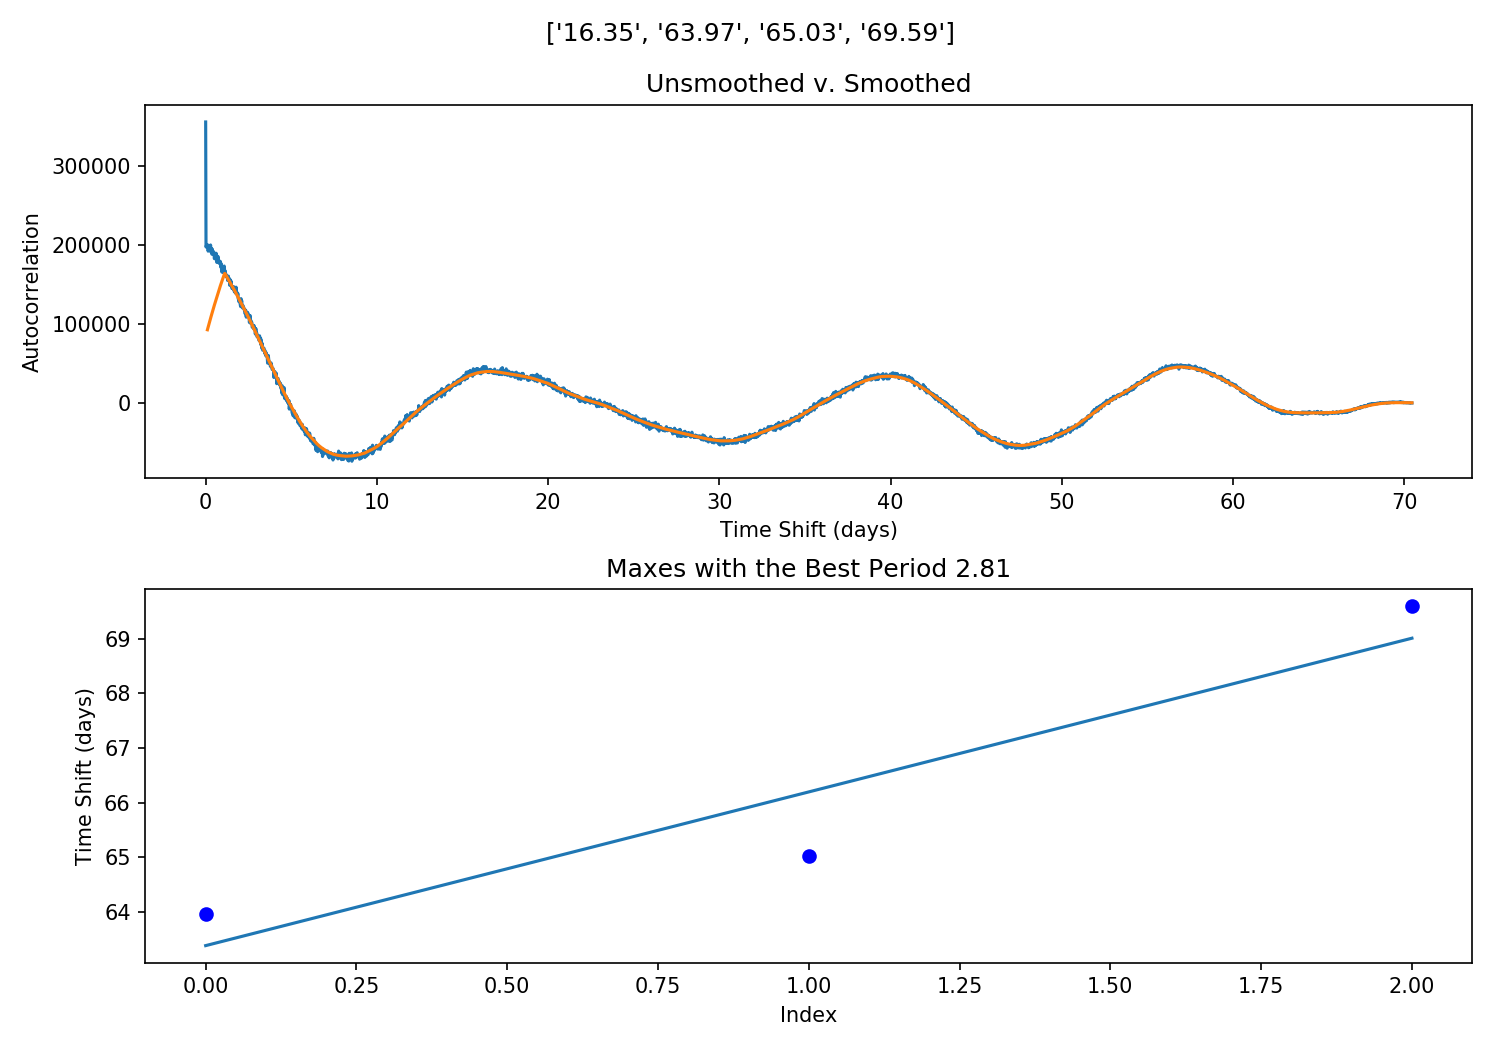 ['16.35', '63.97', '65.03', '69.59']
Unsmoothed v. Smoothed
Autocorrelation
300000
200000
100000
0
0 10 20 30 40 50 60 70
Time Shift (days)
Maxes with the Best Period 2.81
Time Shift (days)
69
68
67
66
65
64
0.00 0.25 0.50 0.75 1.00 1.25 1.50 1.75 2.00
Index